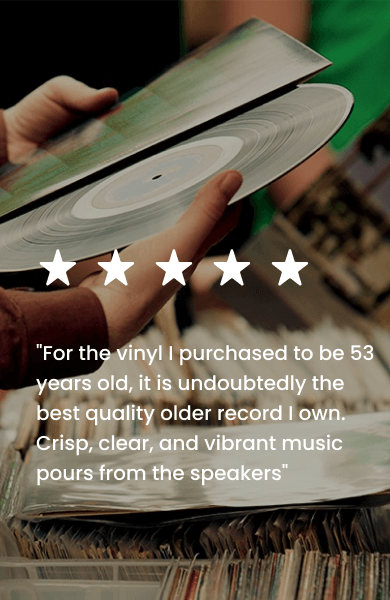 "For the vinyl I purchased to be 53
years old, it is undoubtedly the
best quality older record I own.
Crisp, clear, and vibrant music
pours from the speakers"